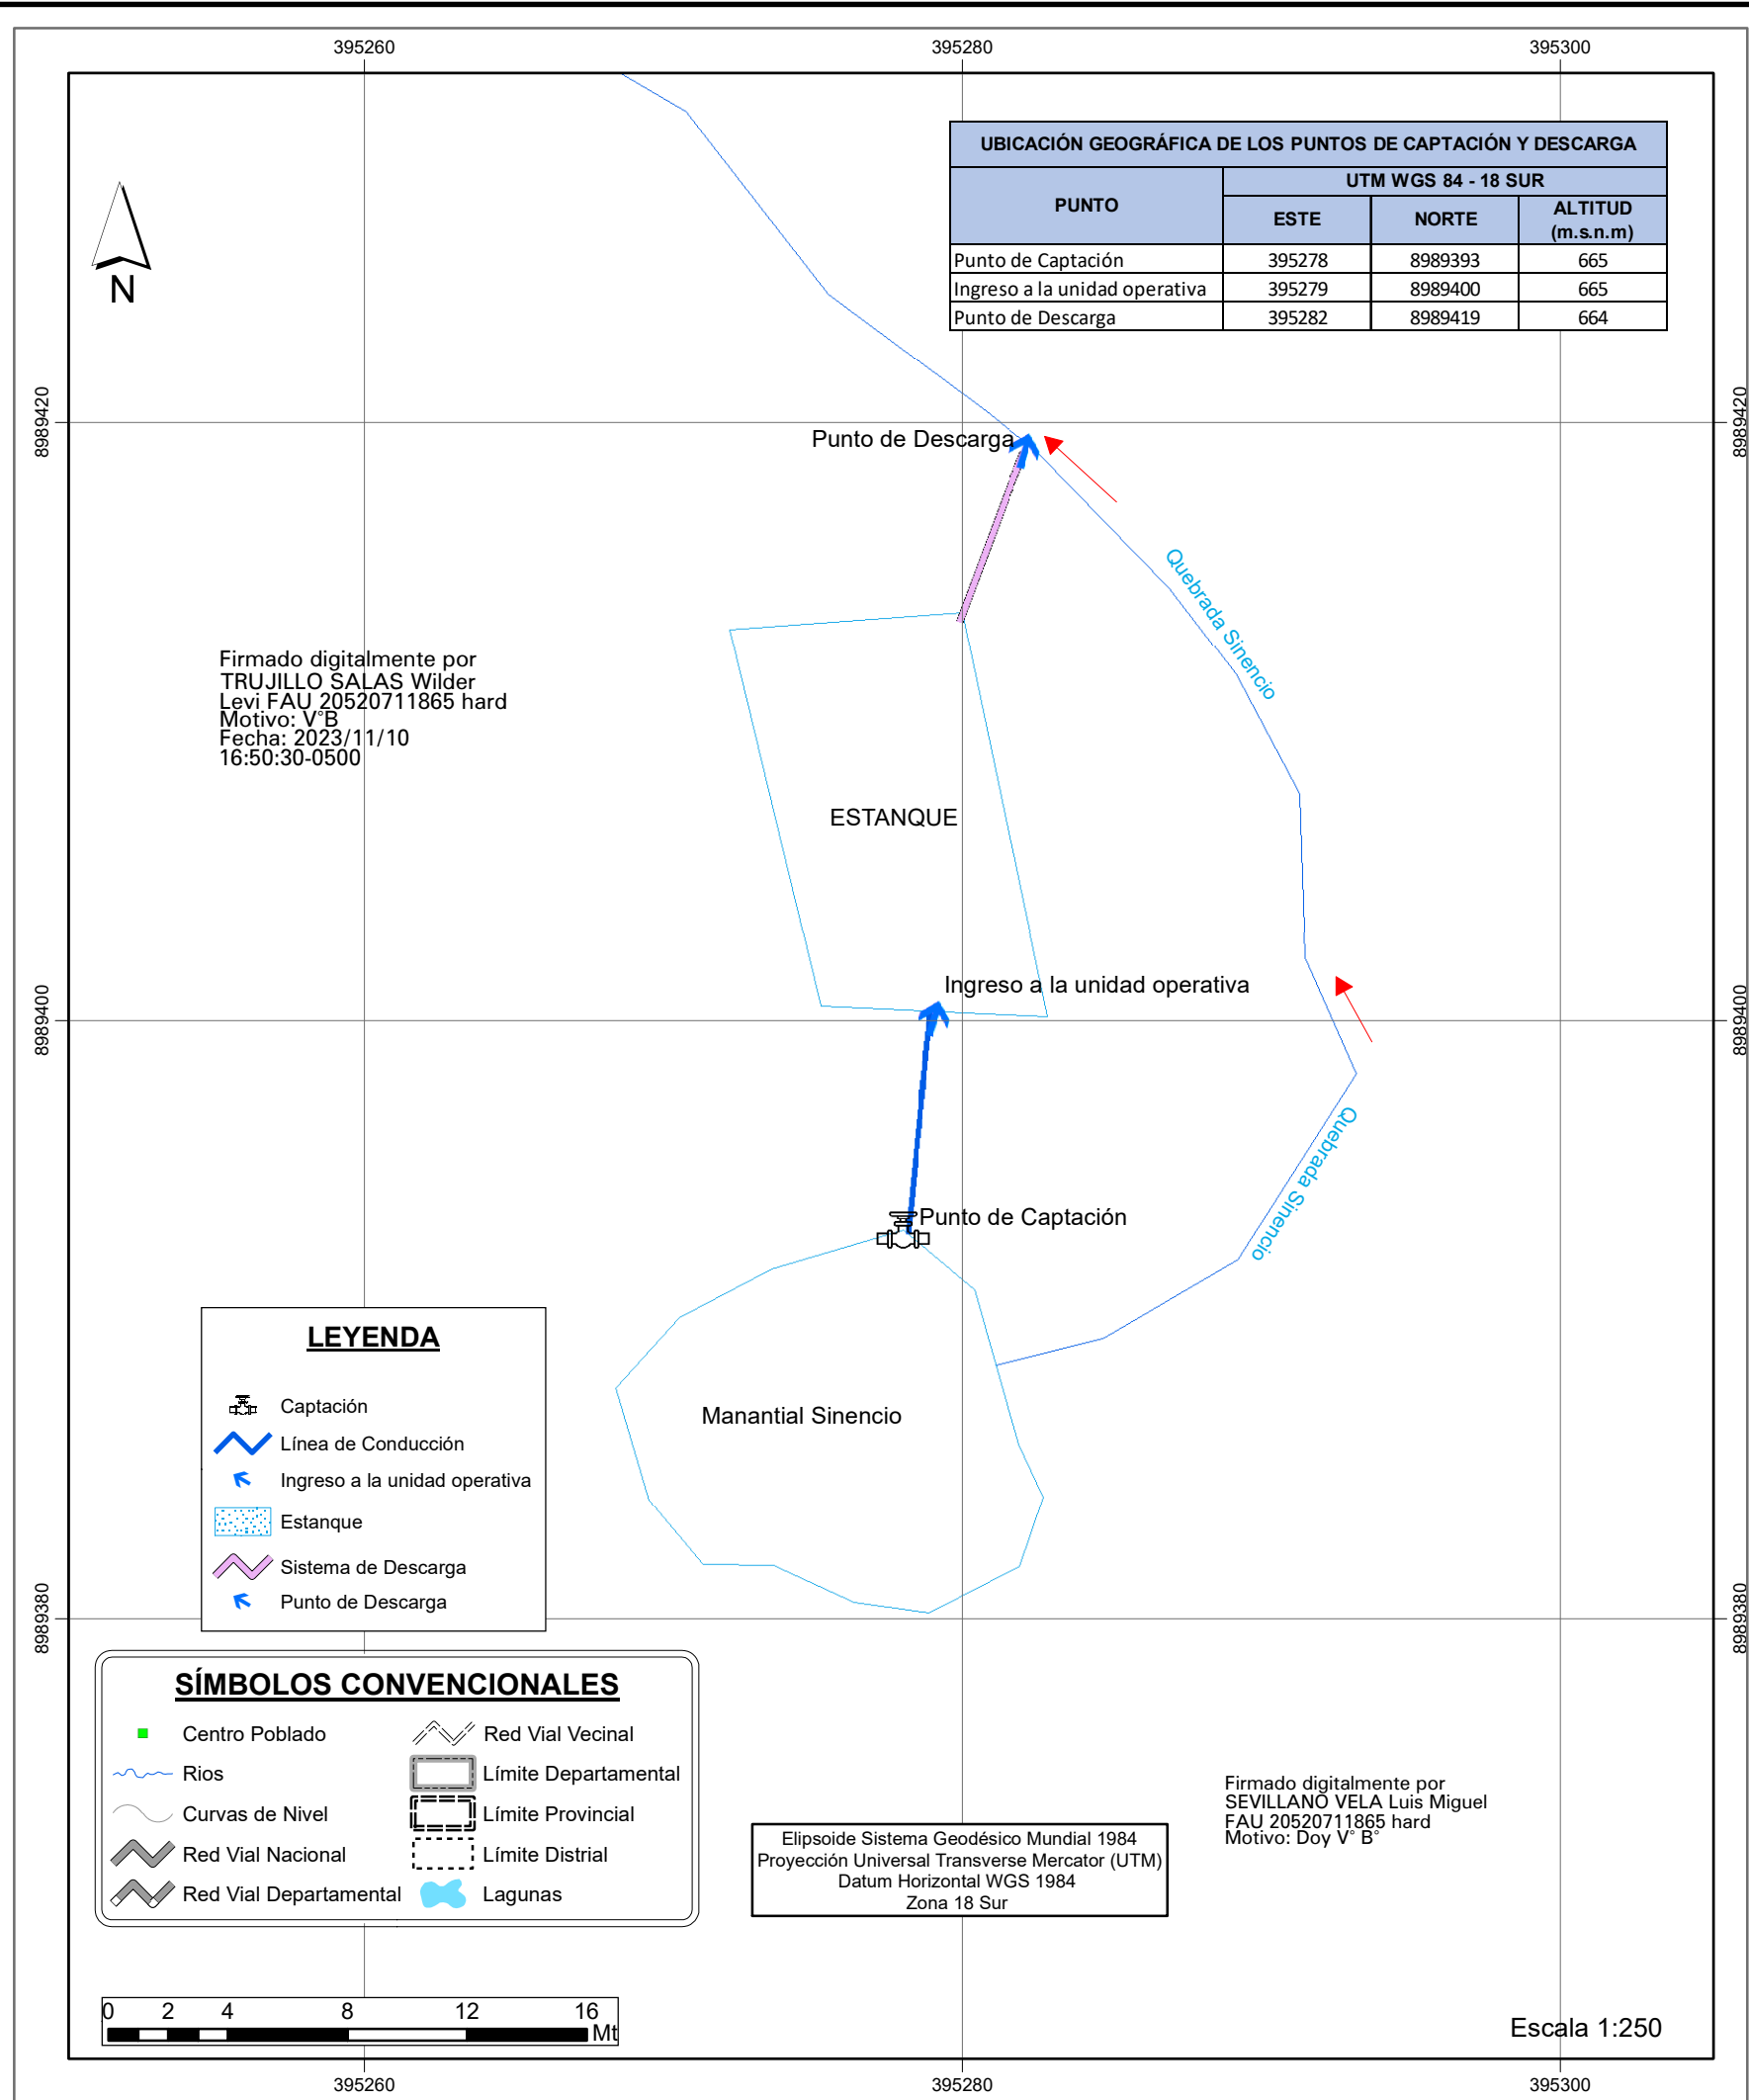 395260 395280 395300
UBICACIÓN GEOGRÁFICA DE LOS PUNTOS DE CAPTACIÓN Y DESCARGA
PUNTO
UTM WGS 84 - 18 SUR
ESTE NORTE ALTITUD
(m.s.n.m)
Punto de Captación 395278 8989393 665
Ingreso a la unidad operativa 395279 8989400 665
Punto de Descarga 395282 8989419 664
N
8989420 8989420
Punto de Descarga
Quebrada Sinencio
Firmado digitalmente por
TRUJILLO SALAS Wilder
Levi FAU 20520711865 hard
Motivo: V°B
Fecha: 2023/11/10
16:50:30-0500
ESTANQUE
Ingreso a la unidad operativa
8989400 8989400
Quebrada Sinencio
Punto de Captación
Manantial Sinencio
LEYENDA
Captación
Línea de Conducción
Ingreso a la unidad operativa
Estanque
Sistema de Descarga
Punto de Descarga
8989380 8989380
SÍMBOLOS CONVENCIONALES
Centro Poblado
Rios
Curvas de Nivel
Red Vial Nacional
Red Vial Departamental
Red Vial Vecinal
Límite Departamental
Límite Provincial
Límite Distrial
Lagunas
Elipsoide Sistema Geodésico Mundial 1984
Proyección Universal Transverse Mercator (UTM)
Datum Horizontal WGS 1984
Zona 18 Sur
Firmado digitalmente por
SEVILLANO VELA Luis Miguel
FAU 20520711865 hard
Motivo: Doy V° B°
0 2 4 8 12 16
Mt
Escala 1:250
395260 395280 395300